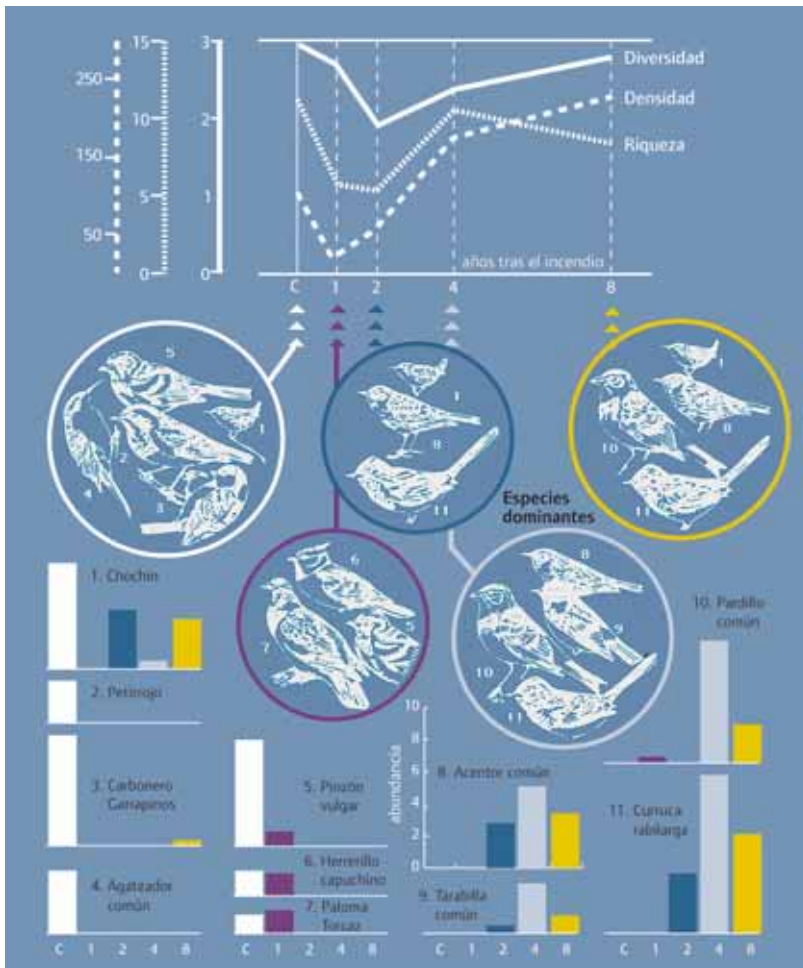 15
3
250
Diversidad
10
2
Densidad
150
Riqueza
5
1
50
años tras el incendio
0
0
C 1 2 4 8
5
1
2
4
3
1
8
11
1
8
10
11
Especies
dominantes
6
5
7
8
9
10
11
1. Chochín
2. Petirrojo
3. Carbonero
Garrapinos
4. Agateador
común
5. Pinzón
vulgar
6. Herrerillo
capuchino
7. Paloma
Torcaz
10
8
6
4
2
0
abundancia
8. Acentor común
9. Tarabilla
común
10. Pardillo
común
11. Curruca
rabilarga
C 1 2 4 8
C 1 2 4 8
C 1 2 4 8
C 1 2 4 8